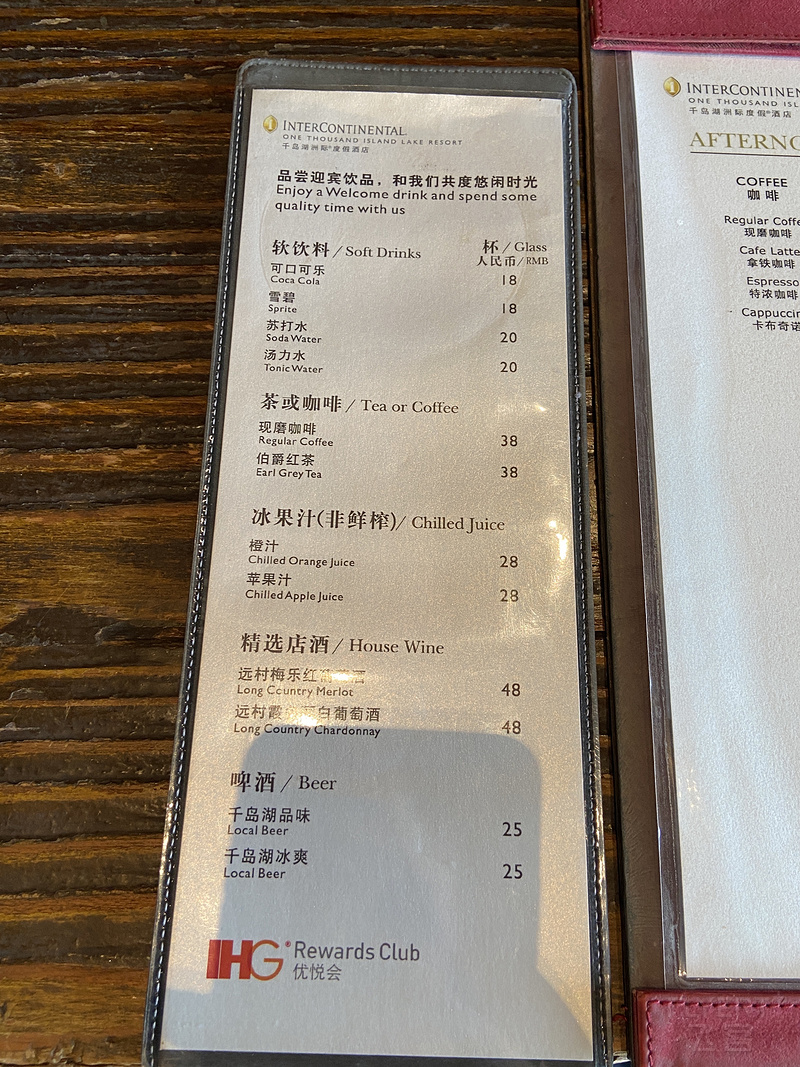 INTERCONTINENTAL
ONE THOUSAND ISLAND LAKE RESORT
千岛湖洲际®度假酒店
品尝迎宾饮品，和我们共度悠闲时光
Enjoy a Welcome drink and spend some
quality time with us
软饮料 / Soft Drinks 杯 / Glass
人民币 / RMB
可口可乐
Coca Cola 18
雪碧
Sprite 18
苏打水
Soda Water 20
汤力水
Tonic Water 20
茶或咖啡 / Tea or Coffee
现磨咖啡
Regular Coffee 38
伯爵红茶
Earl Grey Tea 38
冰果汁(非鲜榨)/ Chilled Juice
橙汁
Chilled Orange Juice 28
苹果汁
Chilled Apple Juice 28
精选店酒 / House Wine
远村梅乐红
Long Country Merlot 48
远村霞 白葡萄酒
Long Country Chardonnay 48
啤酒 / Beer
千岛湖品味
Local Beer 25
千岛湖冰爽
Local Beer 25
IHG® Rewards Club
优悦会
INTERCONTINEN
ONE THOUSAND ISL
千岛湖洲际度假®酒店
AFTERNO
COFFEE
咖啡
Regular Coffe
现磨咖啡
Cafe Latte
拿铁咖啡
Espresso
特浓咖啡
Cappuccin
卡布奇诺